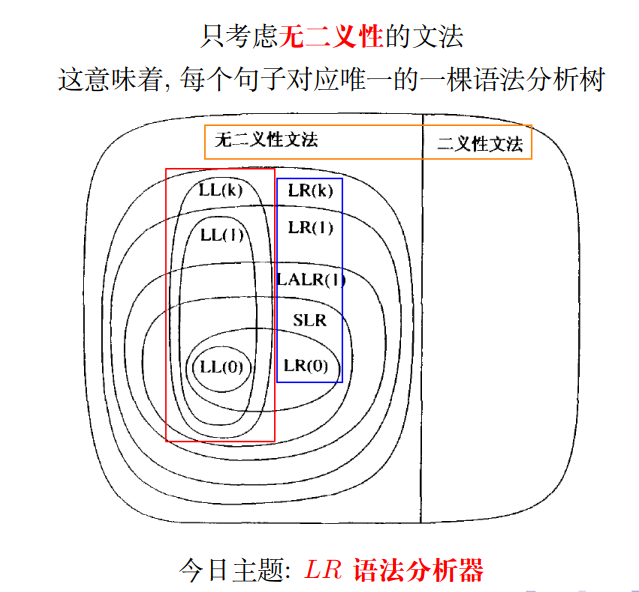 只考虑无二义性的文法
这意味着, 每个句子对应唯一的一棵语法分析树
无二义性文法
二义性文法
LL(k)
LR(k)
LL(1)
LR(1)
LALR(1)
SLR
LL(0)
LR(0)
今日主题: LR 语法分析器